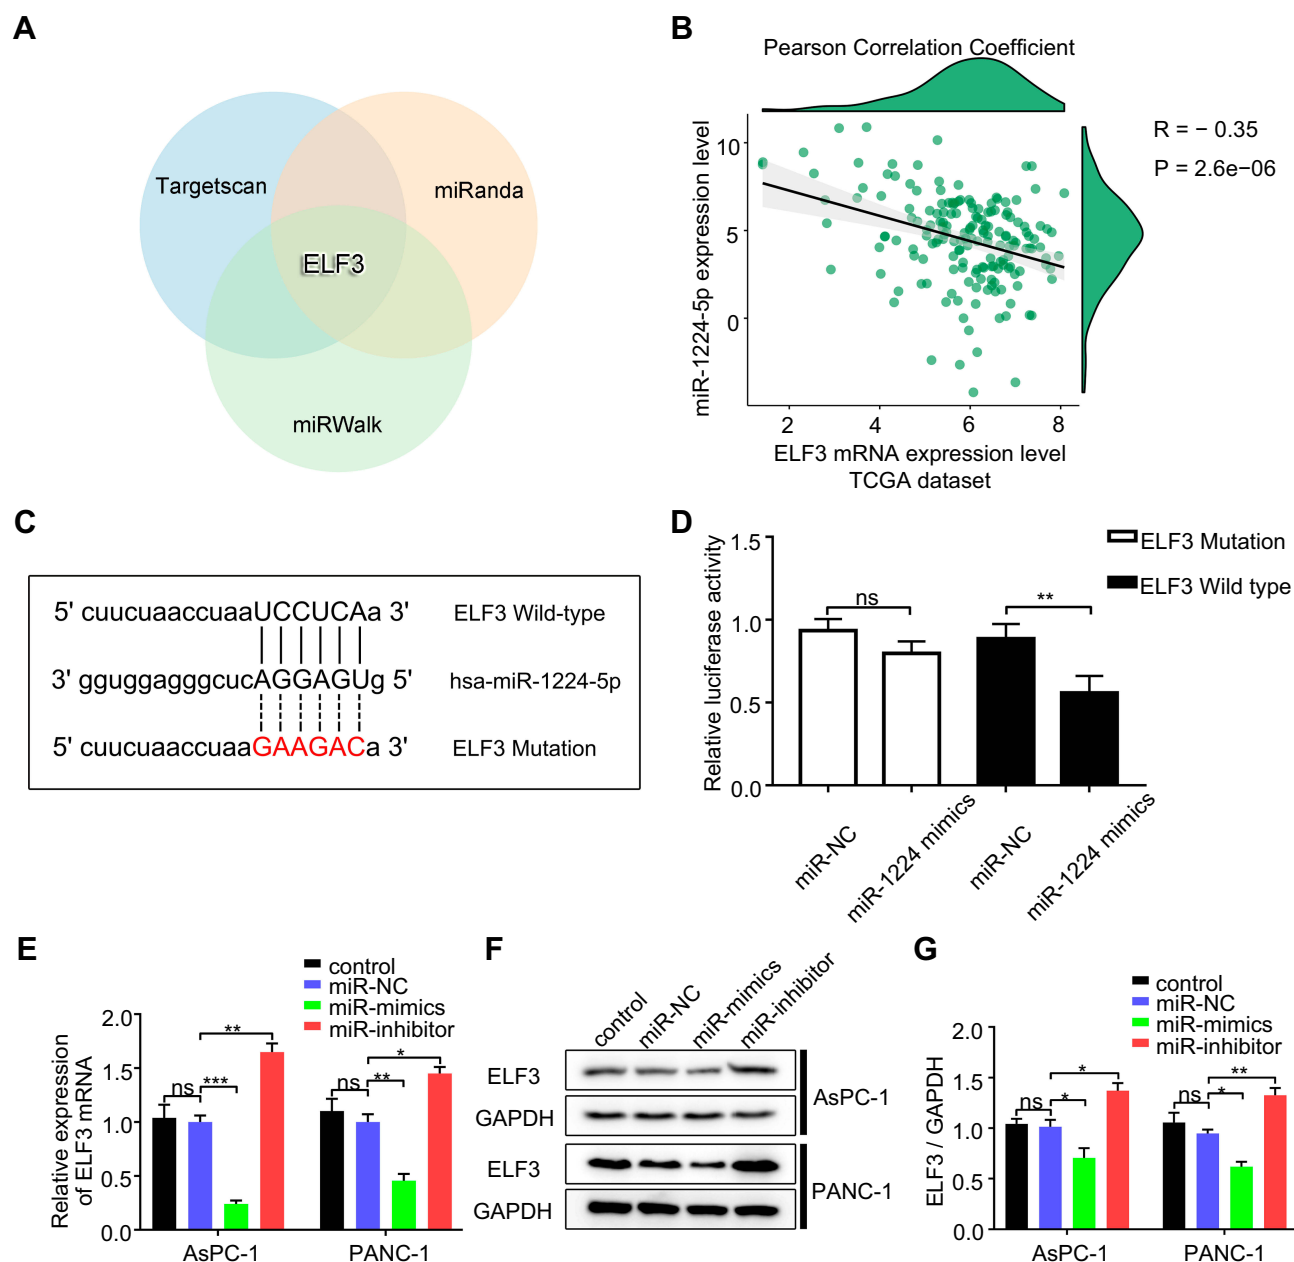 A
Targetscan
miRanda
ELF3
miRWalk
B
Pearson Correlation Coefficient
R = − 0.35
P = 2.6e−06
miR-1224-5p expression level
10
5
0
2 4 6 8
ELF3 mRNA expression level
TCGA dataset
C
5' cuucuaaccuaaUCCUCAa 3' ELF3 Wild-type
3' gguggagggcucAGGAGUg 5' hsa-miR-1224-5p
5' cuucuaaccuaaGAAGACa 3' ELF3 Mutation
D
ELF3 Mutation
ELF3 Wild type
Relative luciferase activity
1.5
1.0
0.5
0.0
ns
**
miR-NC
miR-1224 mimics
miR-NC
miR-1224 mimics
E
control
miR-NC
miR-mimics
miR-inhibitor
Relative expression
of ELF3 mRNA
2.0
1.5
1.0
0.5
0.0
ns
***
**
ns
**
*
AsPC-1 PANC-1
F
control
miR-NC
miR-mimics
miR-inhibitor
ELF3
GAPDH
AsPC-1
ELF3
GAPDH
PANC-1
G
control
miR-NC
miR-mimics
miR-inhibitor
ELF3 / GAPDH
2.0
1.5
1.0
0.5
0.0
ns
*
*
ns
*
**
AsPC-1 PANC-1